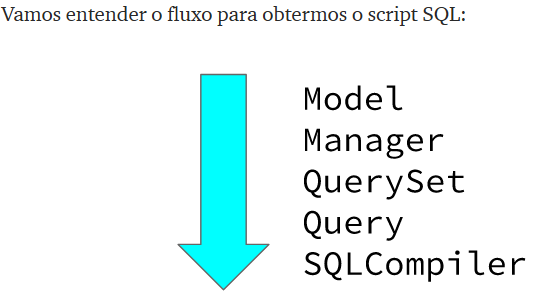 Vamos entender o fluxo para obtermos o script SQL:
Model
Manager
QuerySet
Query
SQLCompiler